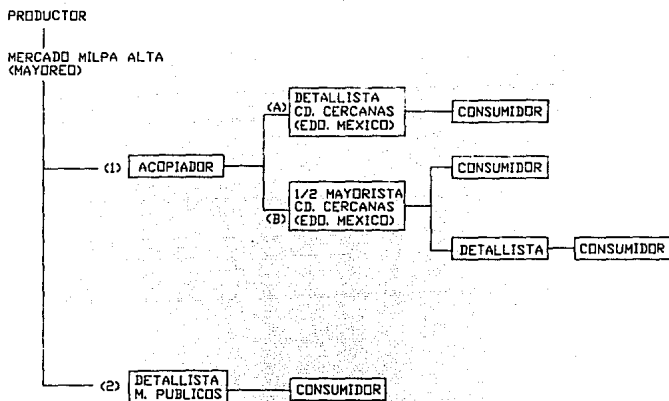 PRODUCTOR
MERCADO MILPA ALTA
(MAYOREO)
(1) ACOPIADOR
(A) DETALLISTA
CD. CERCANAS
(EDO. MEXICO)
CONSUMIDOR
(B) 1/2 MAYORISTA
CD. CERCANAS
(EDO. MEXICO)
CONSUMIDOR
DETALLISTA
CONSUMIDOR
(2) DETALLISTA
M. PUBLICOS
CONSUMIDOR